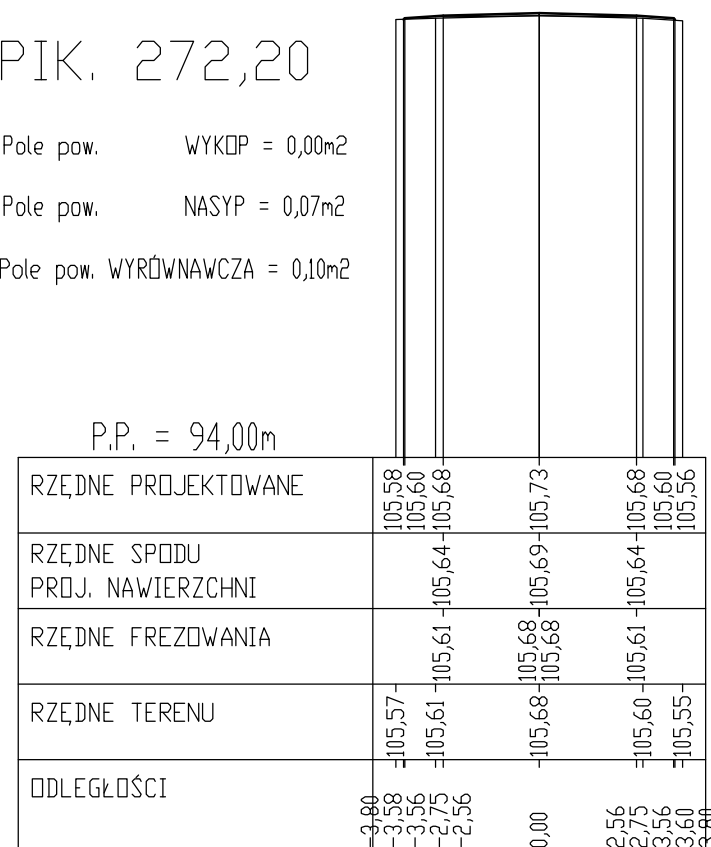 PIK. 272,20
Pole pow. WYKOP = 0,00m2
Pole pow. NASYP = 0,07m2
Pole pow. WYRÓWNAWCZA = 0,10m2
P.P. = 94,00m
RZĘDNE PROJEKTOWANE
105,58 105,60 105,68 105,73 105,68 105,60 105,56
RZĘDNE SPODU
PROJ. NAWIERZCHNI
105,64 105,69 105,64
RZĘDNE FREZOWANIA
105,61 105,68 105,68 105,61
RZĘDNE TERENU
105,57 105,61 105,68 105,60 105,55
ODLEGŁOŚCI
-3,80 -3,58 -3,56 -2,75 -2,56 0,00 2,56 2,75 3,56 3,60